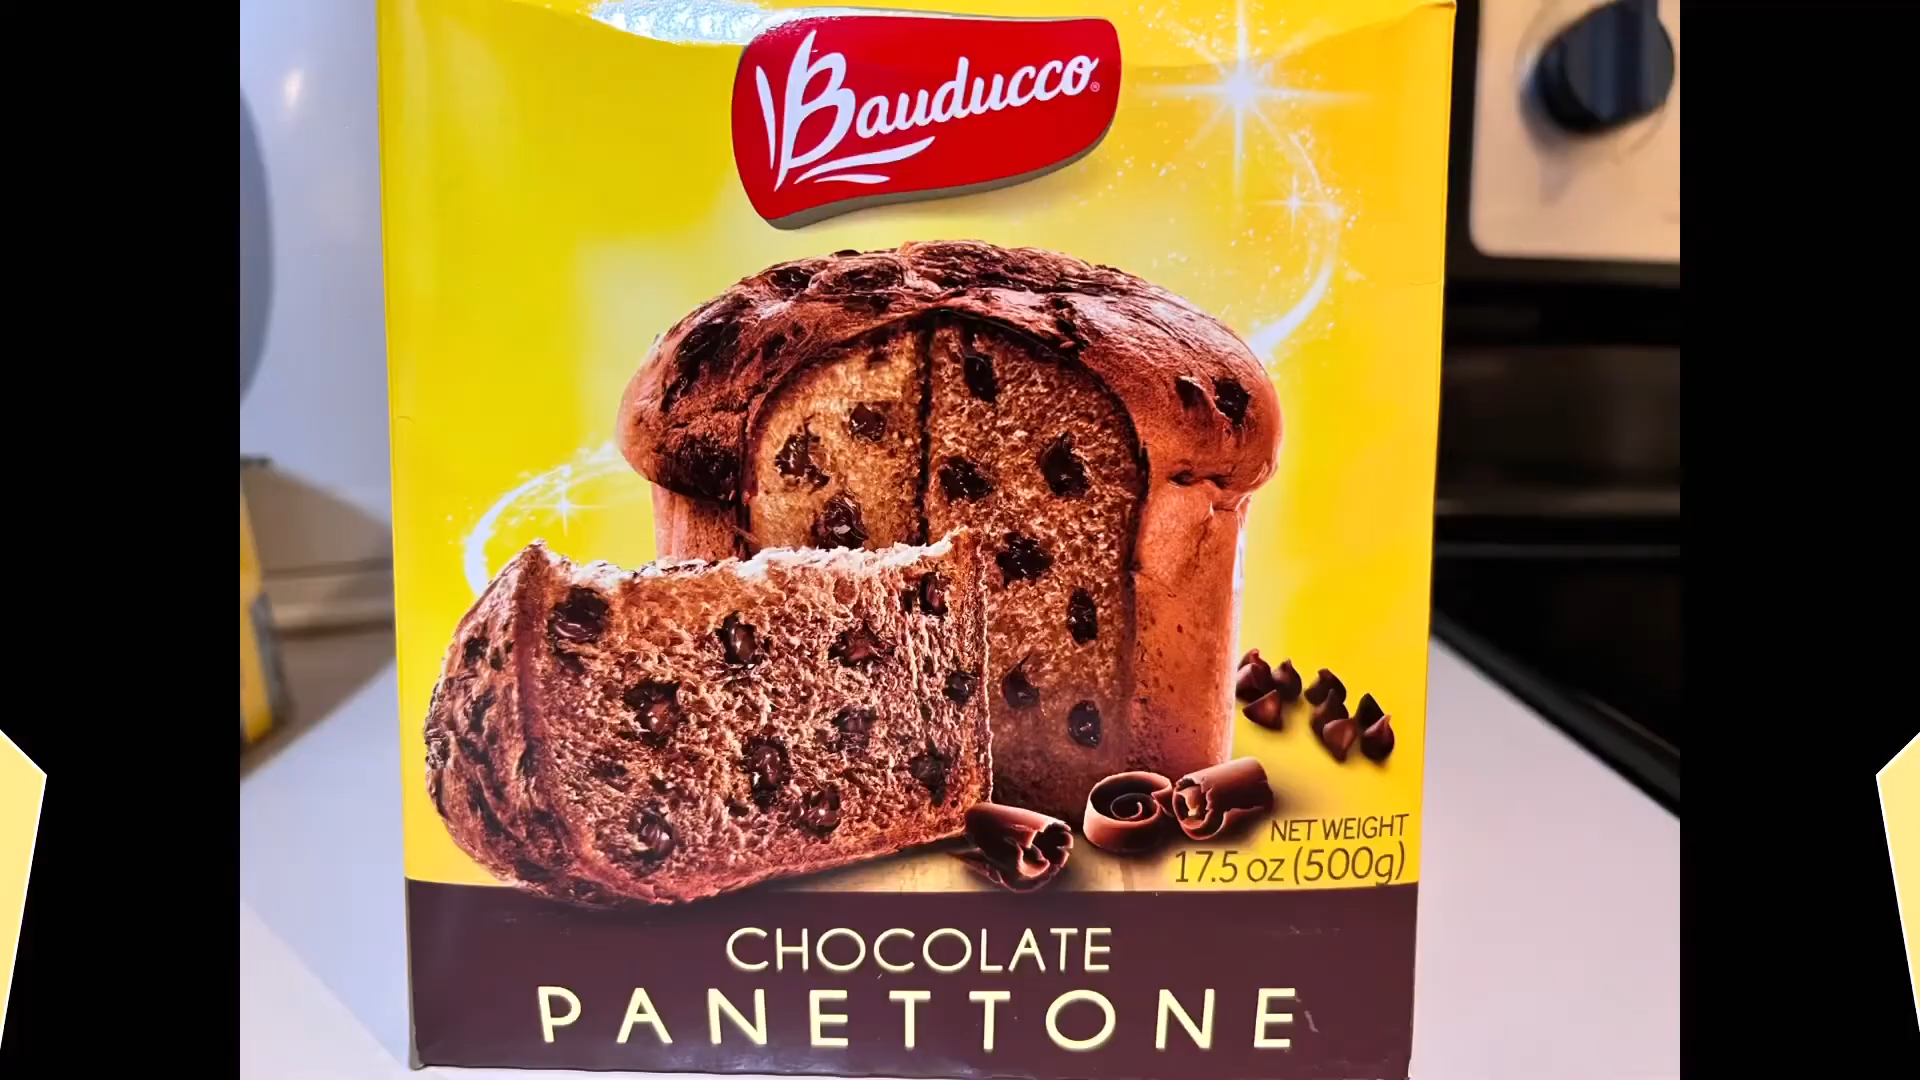 Bauducco®
NET WEIGHT
17.5 oz (500g)
CHOCOLATE
PANETTONE